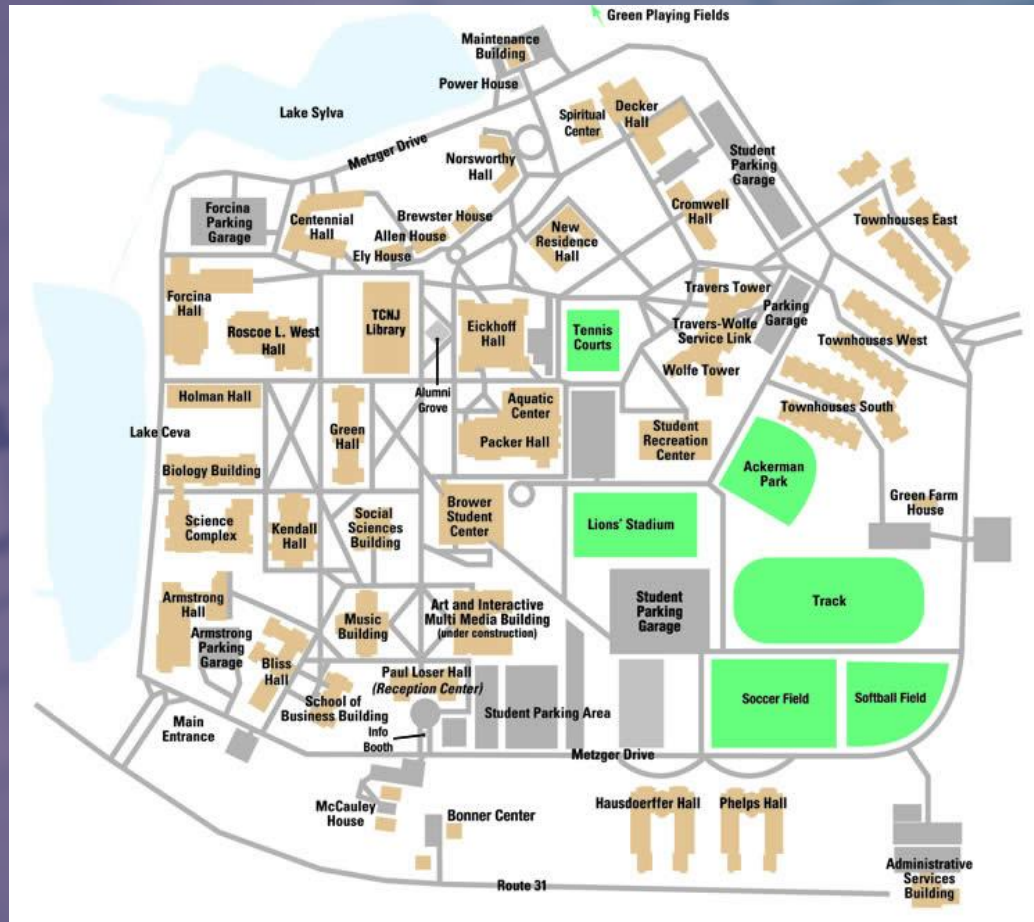 Green Playing Fields
Maintenance
Building
Power House
Lake Sylva
Spiritual
Center
Decker
Hall
Metzger Drive
Norsworthy
Hall
Student
Parking
Garage
Forcina
Parking
Garage
Centennial
Hall
Brewster House
Allen House
Ely House
New
Residence
Hall
Cromwell
Hall
Townhouses East
Forcina
Hall
Roscoe L. West
Hall
TCNJ
Library
Eickhoff
Hall
Tennis
Courts
Travers Tower
Travers-Wolfe
Service Link
Parking
Garage
Wolfe Tower
Townhouses West
Holman Hall
Alumni
Grove
Aquatic
Center
Packer Hall
Townhouses South
Lake Ceva
Green
Hall
Student
Recreation
Center
Biology Building
Ackerman
Park
Green Farm
House
Science
Complex
Kendall
Hall
Social
Sciences
Building
Brower
Student
Center
Lions' Stadium
Armstrong
Hall
Armstrong
Parking
Garage
Bliss
Hall
Music
Building
Art and Interactive
Multi Media Building
(under construction)
Student
Parking
Garage
Track
Paul Loser Hall
(Reception Center)
School of
Business Building
Info
Booth
Student Parking Area
Soccer Field
Softball Field
Main
Entrance
Metzger Drive
McCauley
House
Bonner Center
Hausdoerffer Hall
Phelps Hall
Route 31
Administrative
Services
Building